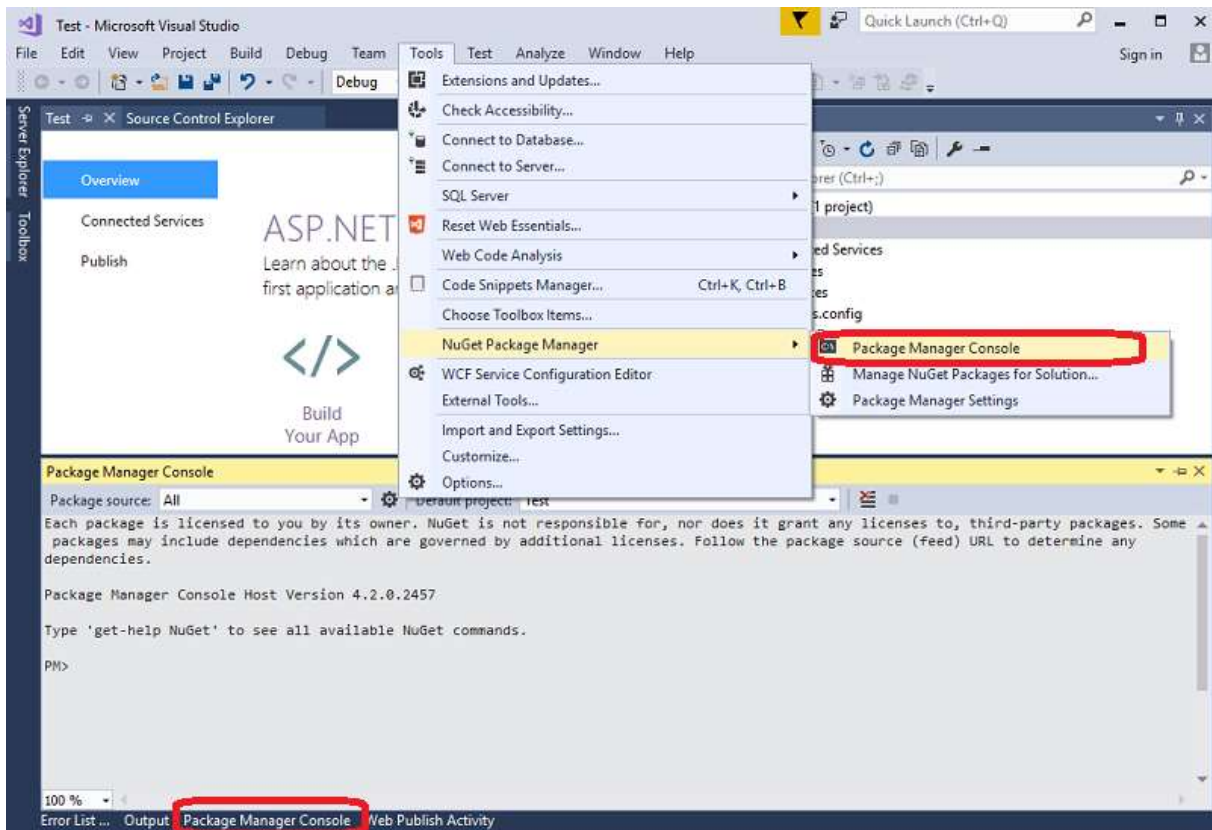 Test - Microsoft Visual Studio
Quick Launch (Ctrl+Q)
File Edit View Project Build Debug Team Tools Test Analyze Window Help
Sign in
Debug
Server Explorer
Toolbox
Test Source Control Explorer
Overview
Connected Services
Publish
ASP.NET
Learn about the
first application
</>
Build
Your App
Extensions and Updates...
Check Accessibility...
Connect to Database...
Connect to Server...
SQL Server
Reset Web Essentials...
Web Code Analysis
Code Snippets Manager... Ctrl+K, Ctrl+B
Choose Toolbox Items...
NuGet Package Manager
WCF Service Configuration Editor
External Tools...
Import and Export Settings...
Customize...
Options...
orer (Ctrl+;)
1 project)
ed Services
es
es
s.config
Package Manager Console
Manage NuGet Packages for Solution...
Package Manager Settings
Package Manager Console
Package source: All Default project: Test
Each package is licensed to you by its owner. NuGet is not responsible for, nor does it grant any licenses to, third-party packages. Some
packages may include dependencies which are governed by additional licenses. Follow the package source (feed) URL to determine any
dependencies.
Package Manager Console Host Version 4.2.0.2457
Type 'get-help NuGet' to see all available NuGet commands.
PM>
100 %
Error List ... Output Package Manager Console Web Publish Activity